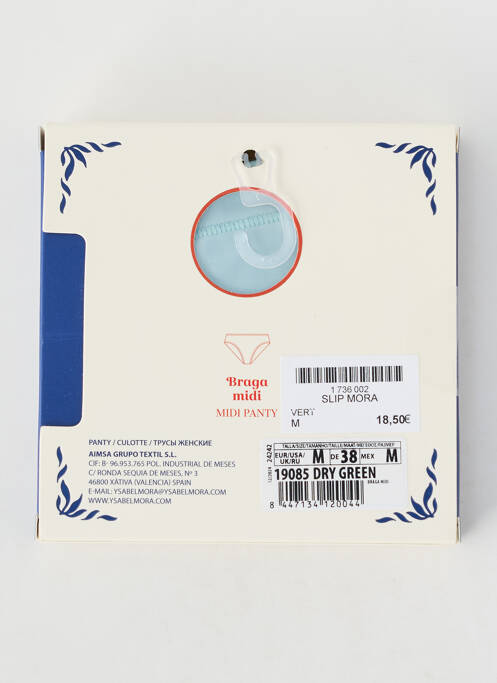 Braga
midi
MIDI PANTY
1 736 002
SLIP MORA
VERT
M 18,50€
PANTY / CULOTTE / ТРУСЫ ЖЕНСКИЕ
AIMSA GRUPO TEXTIL S.L.
CIF: B- 96.953.765 POL. INDUSTRIAL DE MESES
C/ RONDA SEQUIA DE MESES, Nº 3
46800 XÀTIVA (VALENCIA) SPAIN
E-MAIL: YSABELMORA@YSABELMORA.COM
WWW.YSABELMORA.COM
24242
EUR/USA/ UK/RU M DE 38 MEX M
19085 DRY GREEN
BRAGA MIDI
8 447134 120044